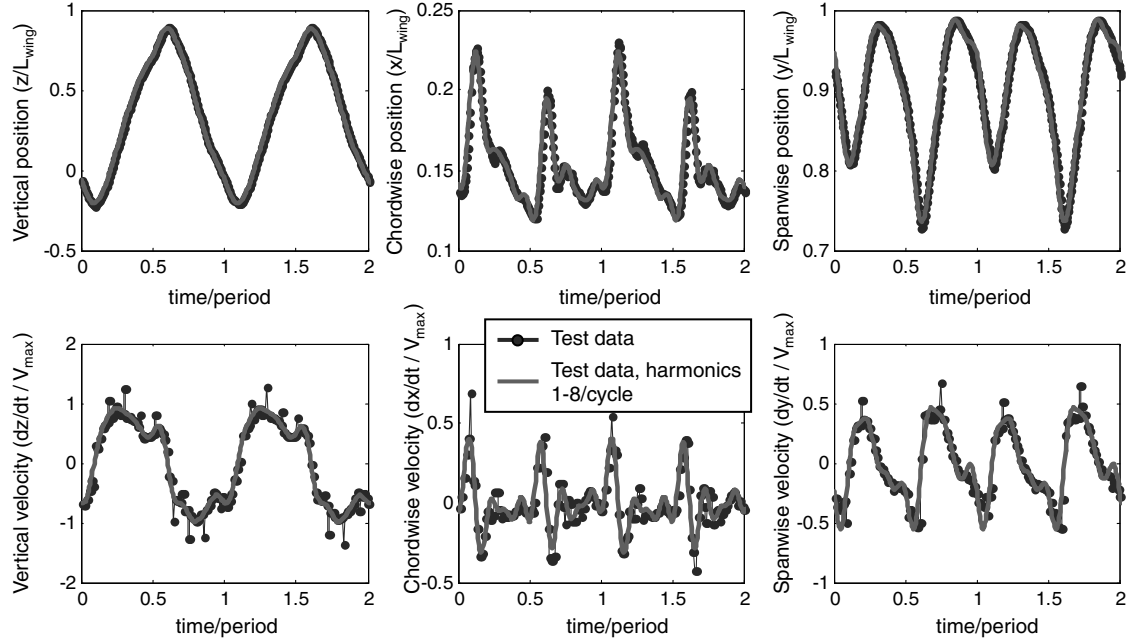 Vertical position (z/L_wing)
1
0.5
0
-0.5
0 0.5 1 1.5 2
time/period
Chordwise position (x/L_wing)
0.25
0.2
0.15
0.1
0 0.5 1 1.5 2
time/period
Spanwise position (y/L_wing)
1
0.9
0.8
0.7
0 0.5 1 1.5 2
time/period
Vertical velocity (dz/dt / V_max)
2
1
0
-1
-2
0 0.5 1 1.5 2
time/period
Chordwise velocity (dx/dt / V_max)
1
0.5
0
-0.5
0 0.5 1 1.5 2
time/period
Test data
Test data, harmonics
1-8/cycle
Spanwise velocity (dy/dt / V_max)
1
0.5
0
-0.5
-1
0 0.5 1 1.5 2
time/period